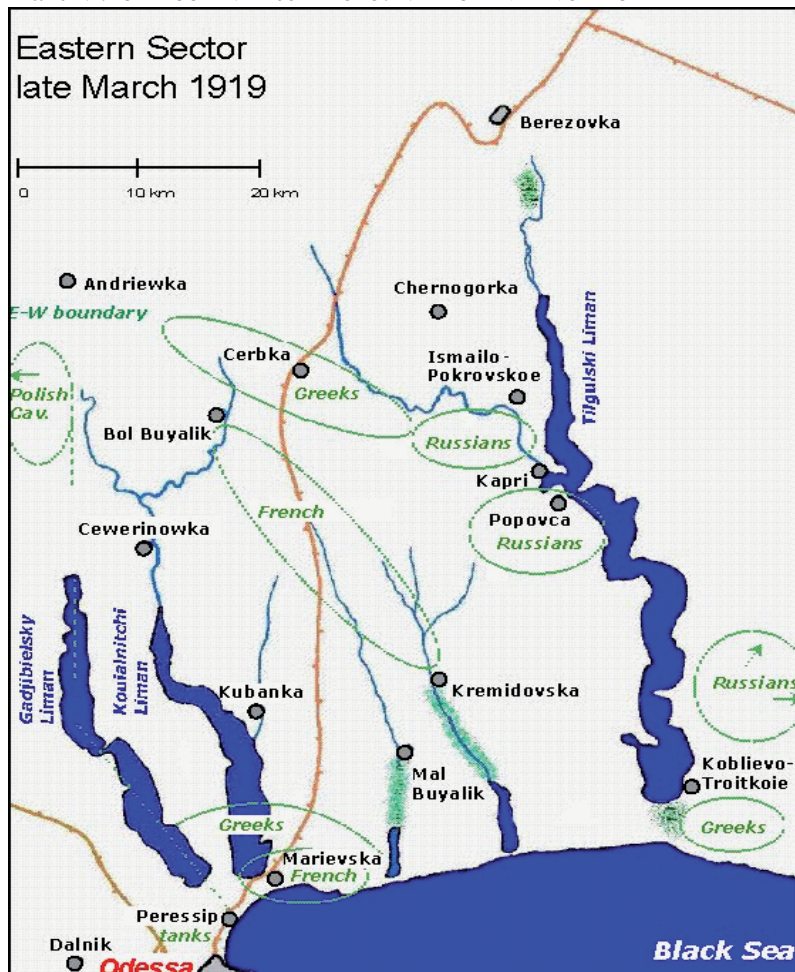 Eastern Sector
late March 1919
0 10 km 20 km
Berezovka
Andriewka
E-W boundary
Chernogorka
Cerbka
Greeks
Ismailo-
Pokrovskoe
Tilgulski Liman
Polish
Cav.
Bol Buyalik
Russians
Kapri
French
Popovca
Russians
Cewerinowka
Gadjibielsky
Liman
Kouialnitchi
Liman
Kubanka
Kremidovska
Russians
Mal
Buyalik
Koblievo-
Troitkoie
Greeks
Greeks
Marievska
French
Peressip
tanks
Dalnik
Odessa
Black Sea